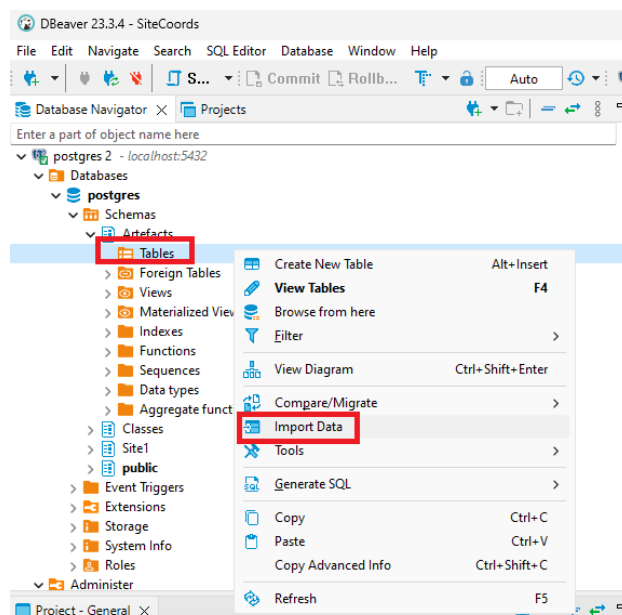 DBeaver 23.3.4 - SiteCoords
File Edit Navigate Search SQL Editor Database Window Help
S... Commit Rollb... T Auto
Database Navigator Projects
Enter a part of object name here
postgres 2 - localhost:5432
Databases
postgres
Schemas
Artefacts
Tables
Foreign Tables
Views
Materialized View
Indexes
Functions
Sequences
Data types
Aggregate funct
Classes
Site1
public
Event Triggers
Extensions
Storage
System Info
Roles
Administer
Project - General
Create New Table Alt+Insert
View Tables F4
Browse from here
Filter
View Diagram Ctrl+Shift+Enter
Compare/Migrate
Import Data
Tools
SQL Generate SQL
Copy Ctrl+C
Paste Ctrl+V
Copy Advanced Info Ctrl+Shift+C
Refresh F5